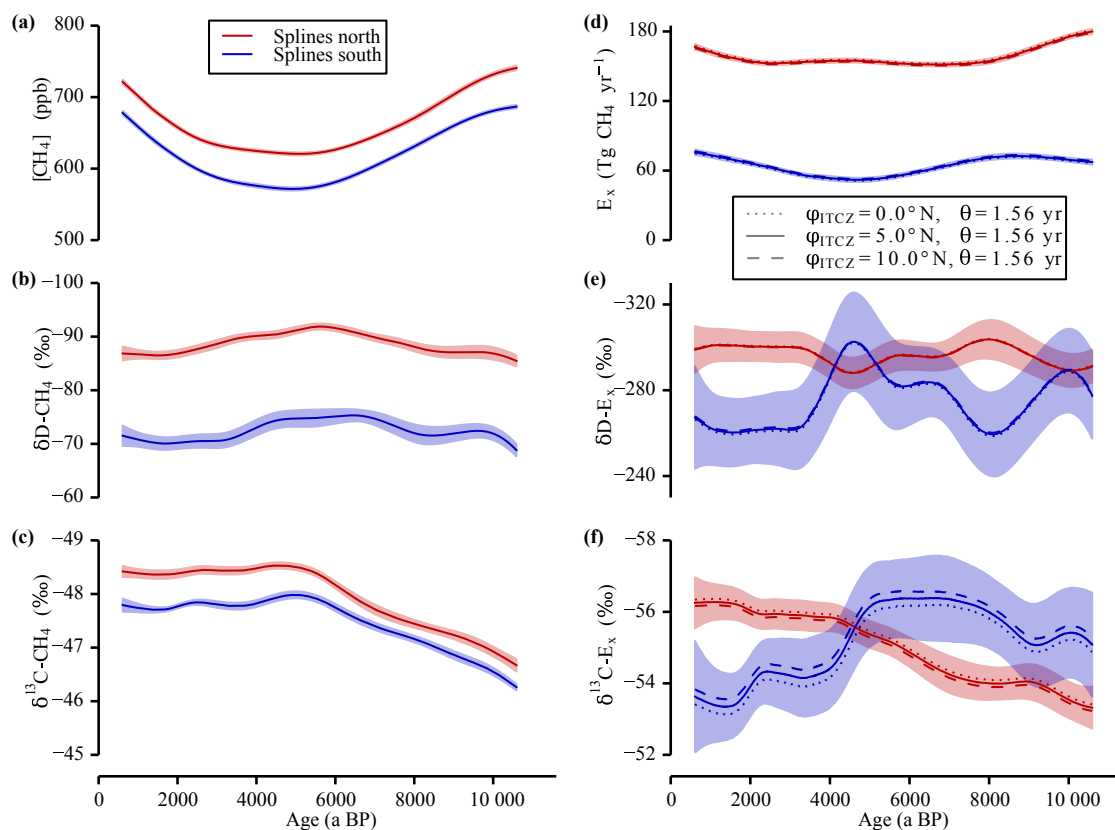 (a)
800
700
600
500
[CH₄] (ppb)
Splines north
Splines south
(b)
−100
−90
−80
−70
−60
δD-CH₄ (‰)
(c)
−49
−48
−47
−46
−45
δ¹³C-CH₄ (‰)
0 2000 4000 6000 8000 10 000
Age (a BP)
(d)
180
120
60
0
Eₓ (Tg CH₄ yr⁻¹)
φITCZ = 0.0° N, θ = 1.56 yr
φITCZ = 5.0° N, θ = 1.56 yr
φITCZ = 10.0° N, θ = 1.56 yr
(e)
−320
−280
−240
δD-Eₓ (‰)
(f)
−58
−56
−54
−52
δ¹³C-Eₓ (‰)
0 2000 4000 6000 8000 10 000
Age (a BP)